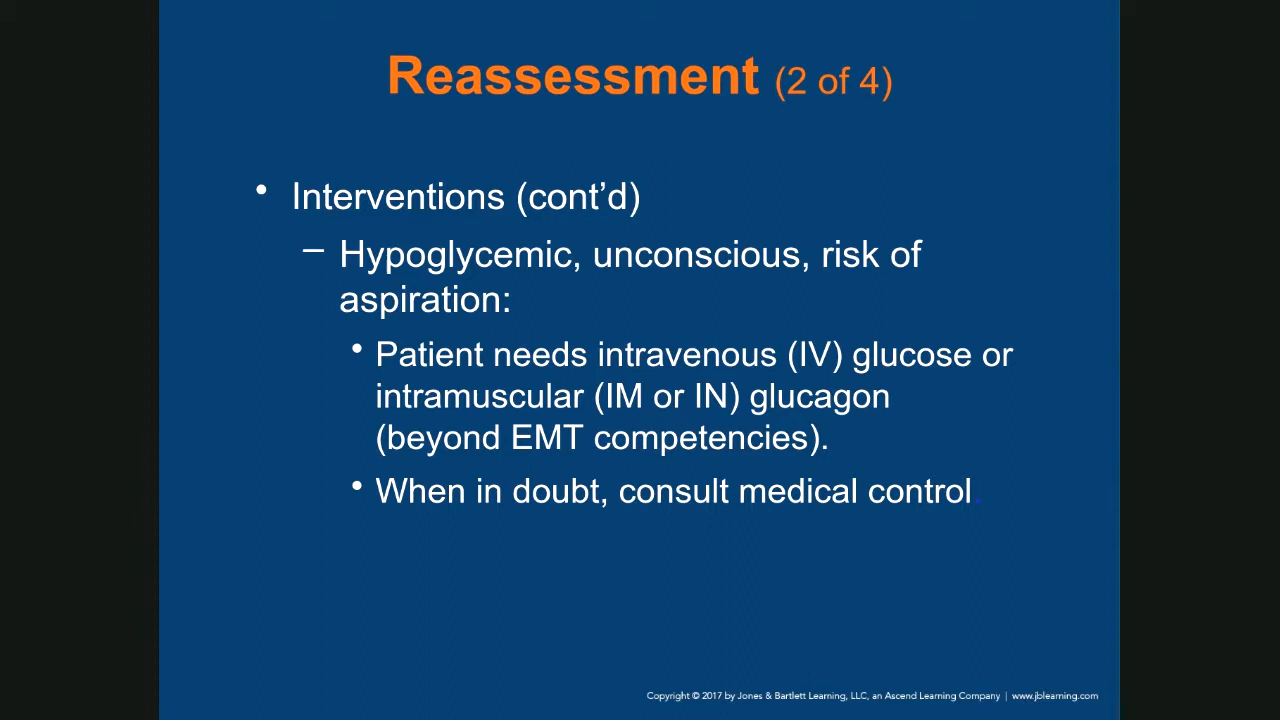 Reassessment (2 of 4)
• Interventions (cont’d)
– Hypoglycemic, unconscious, risk of
aspiration:
• Patient needs intravenous (IV) glucose or
intramuscular (IM or IN) glucagon
(beyond EMT competencies).
• When in doubt, consult medical control.
Copyright © 2017 by Jones & Bartlett Learning, LLC, an Ascend Learning Company | www.jblearning.com